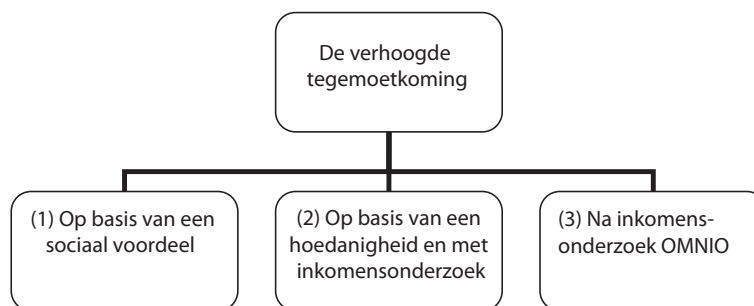 De verhoogde
tegemoetkoming
(1) Op basis van een
sociaal voordeel
(2) Op basis van een
hoedanigheid en met
inkomensonderzoek
(3) Na inkomens-
onderzoek OMNIO